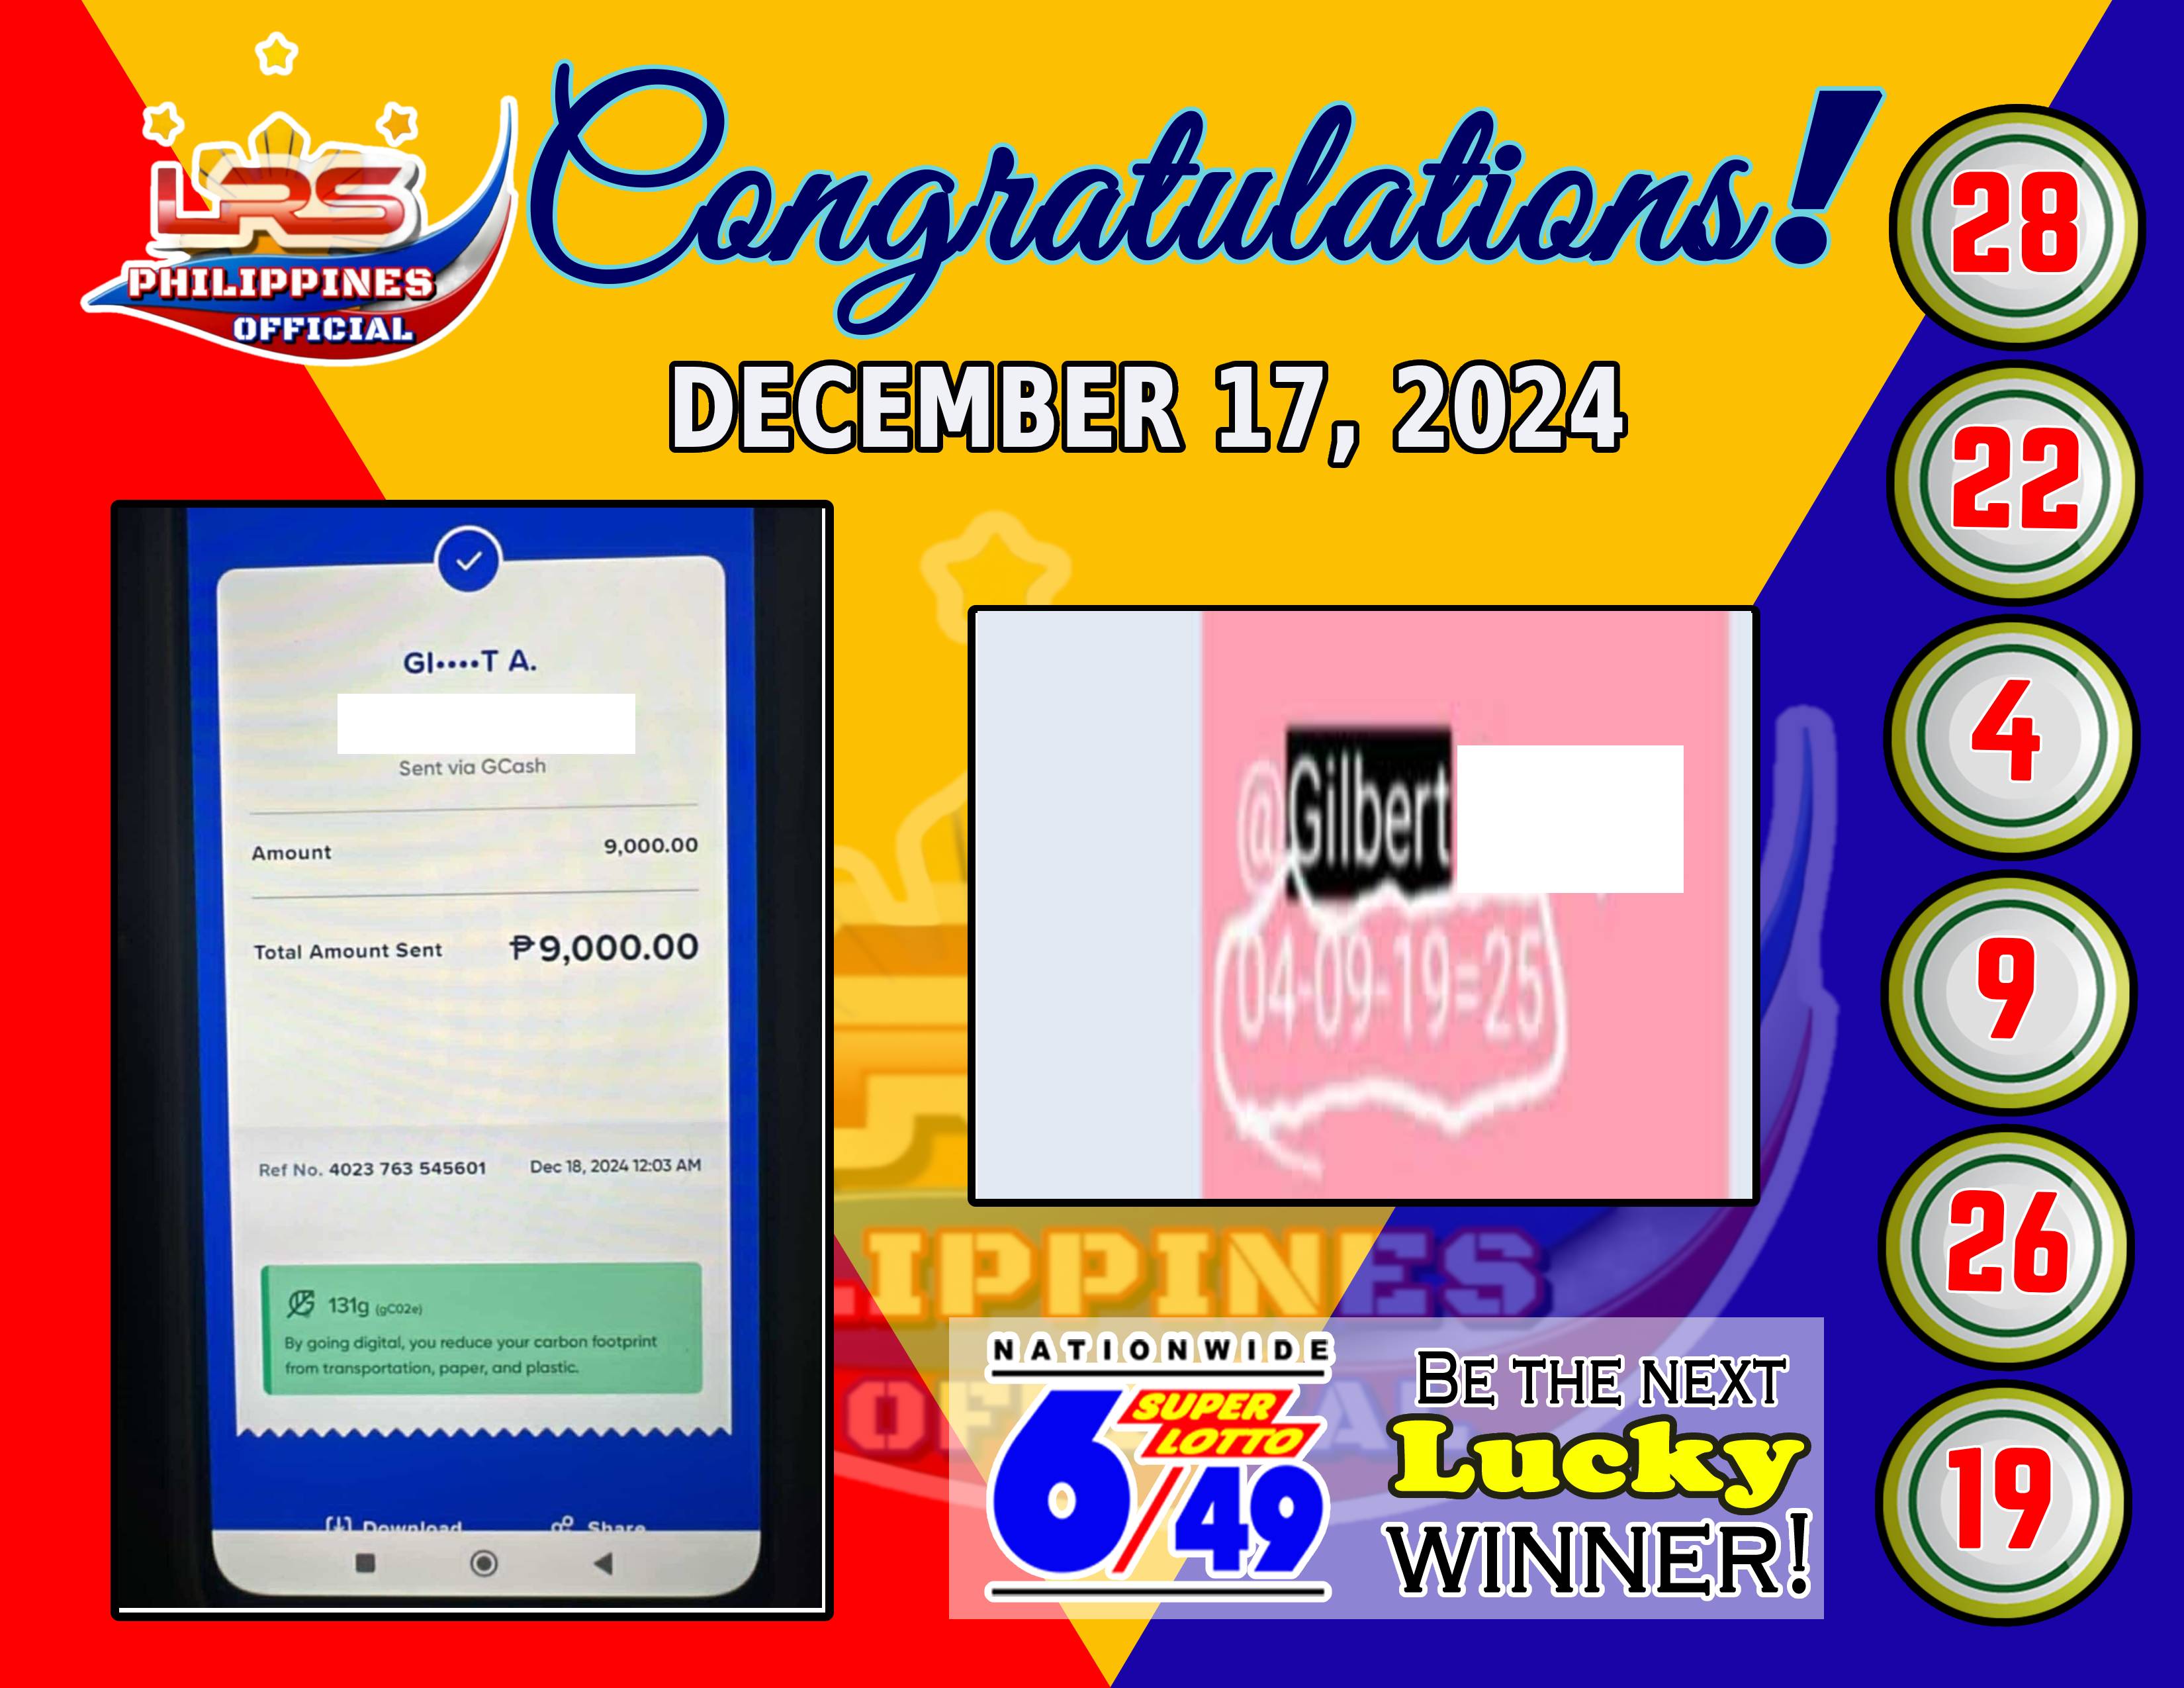 LRS
PHILIPPINES
OFFICIAL
Congratulations!
DECEMBER 17, 2024
GI••••T A.
Sent via GCash
Amount 9,000.00
Total Amount Sent ₱9,000.00
Ref No. 4023 763 545601 Dec 18, 2024 12:03 AM
131g (gCO2e)
By going digital, you reduce your carbon footprint
from transportation, paper, and plastic.
Download Share
@Gilbert
04-09-19=25
IPPINES
NATIONWIDE
SUPER
LOTTO
6/49
BE THE NEXT
Lucky
WINNER!
28
22
4
9
26
19